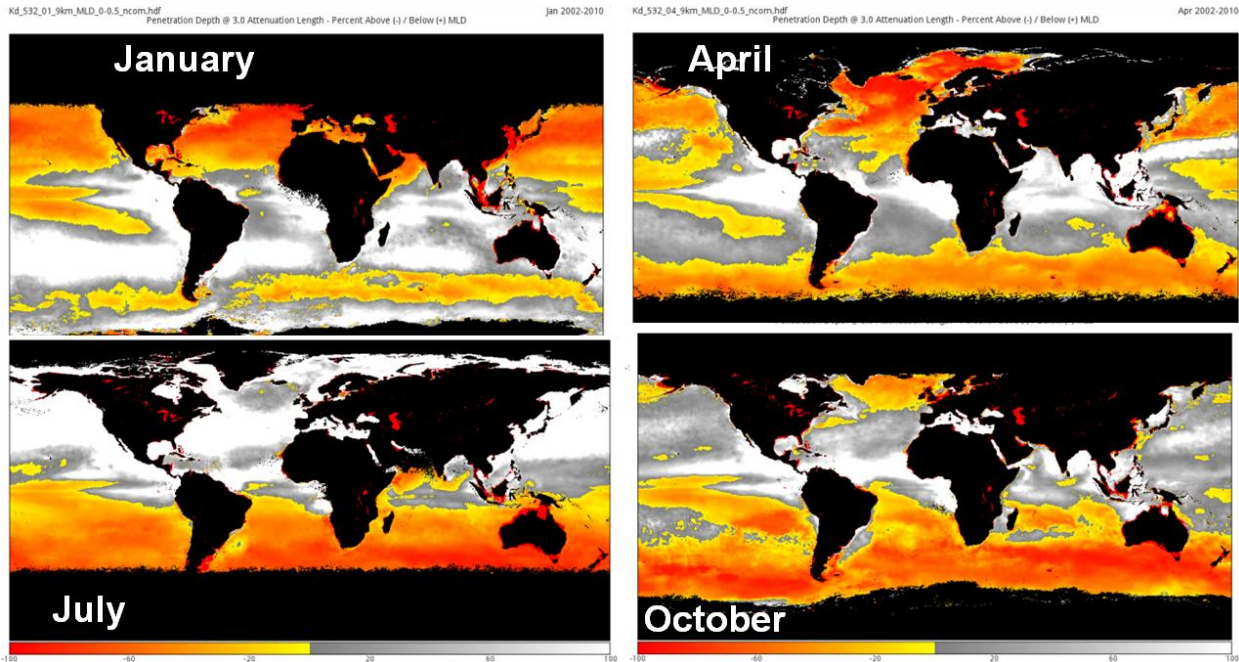 Kd_532_01_9km_MLD_0-0.5_ncom.hdf
Jan 2002-2010
Penetration Depth @ 3.0 Attenuation Length - Percent Above (-) / Below (+) MLD
January
Kd_532_04_9km_MLD_0-0.5_ncom.hdf
Apr 2002-2010
Penetration Depth @ 3.0 Attenuation Length - Percent Above (-) / Below (+) MLD
April
July
-100 -60 0 20 60 100
October
-100 -60 0 20 60 100